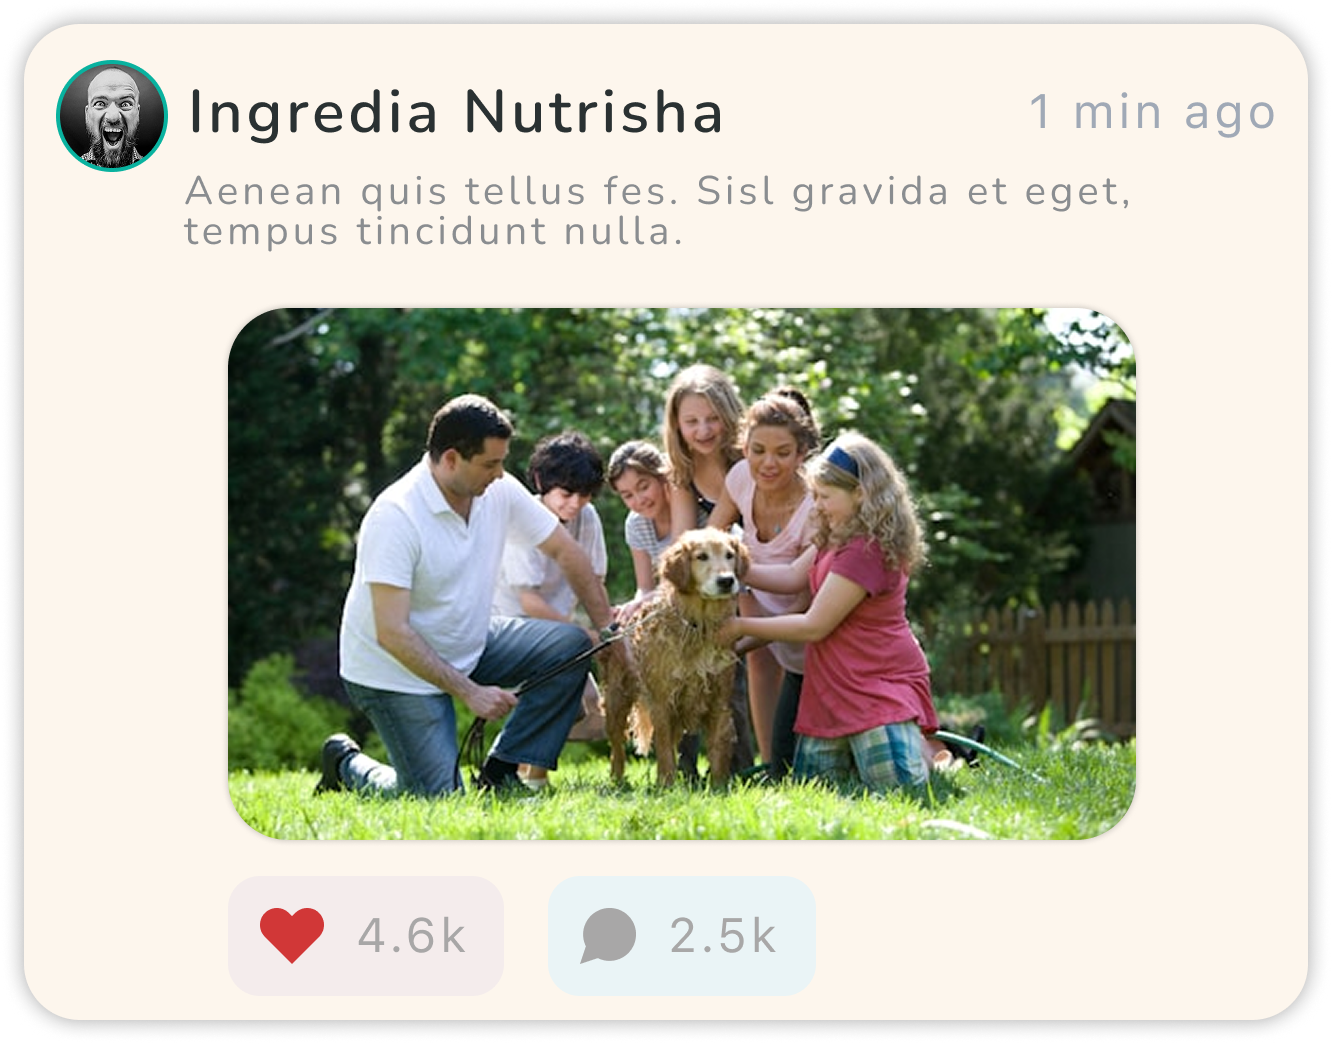 Ingredia Nutrisha
1 min ago
Aenean quis tellus fes. Sisl gravida et eget,
tempus tincidunt nulla.
4.6k
2.5k